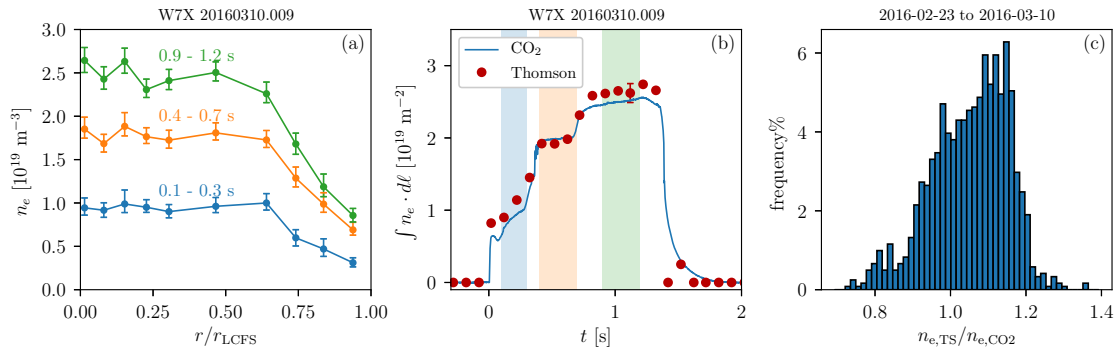 W7X 20160310.009
(a)
3.0
2.5
2.0
1.5
1.0
0.5
0.0
0.9 - 1.2 s
0.4 - 0.7 s
0.1 - 0.3 s
n_e [10^19 m^−3]
0.00 0.25 0.50 0.75 1.00
r/r_LCFS
W7X 20160310.009
(b)
CO₂
Thomson
3
2
1
0
∫ n_e · dℓ [10^19 m^−2]
0 1 2
t [s]
2016-02-23 to 2016-03-10
(c)
6
4
2
0
frequency%
0.8 1.0 1.2 1.4
n_e,TS/n_e,CO2